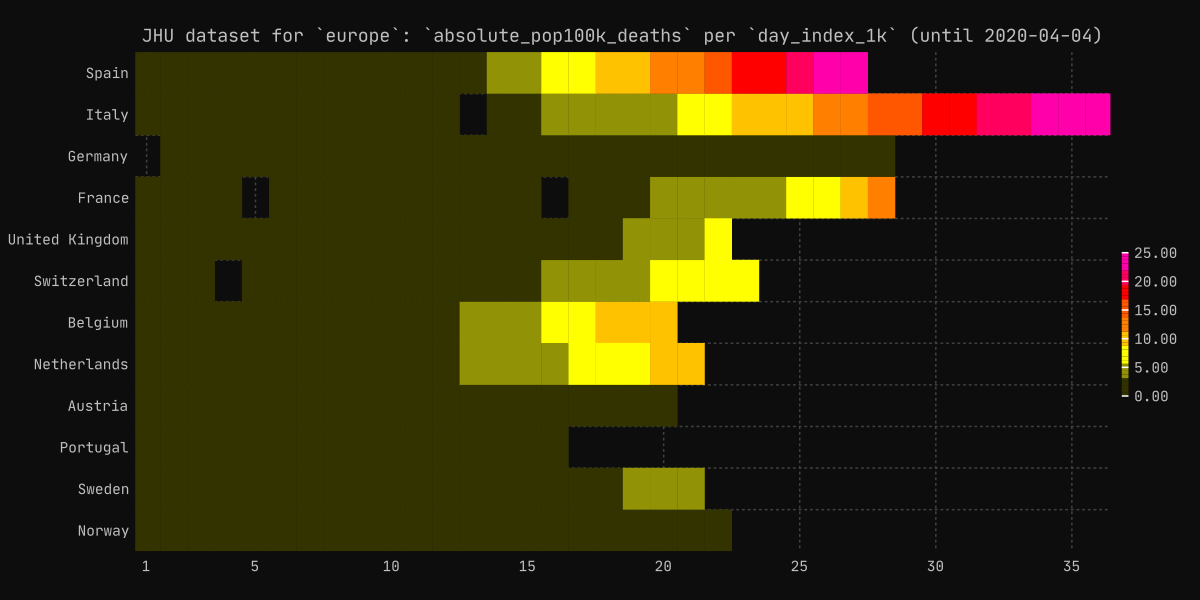 JHU dataset for `europe`: `absolute_pop100k_deaths` per `day_index_1k` (until 2020-04-04)
Spain
Italy
Germany
France
United Kingdom
Switzerland
Belgium
Netherlands
Austria
Portugal
Sweden
Norway
1 5 10 15 20 25 30 35
25.00
20.00
15.00
10.00
5.00
0.00